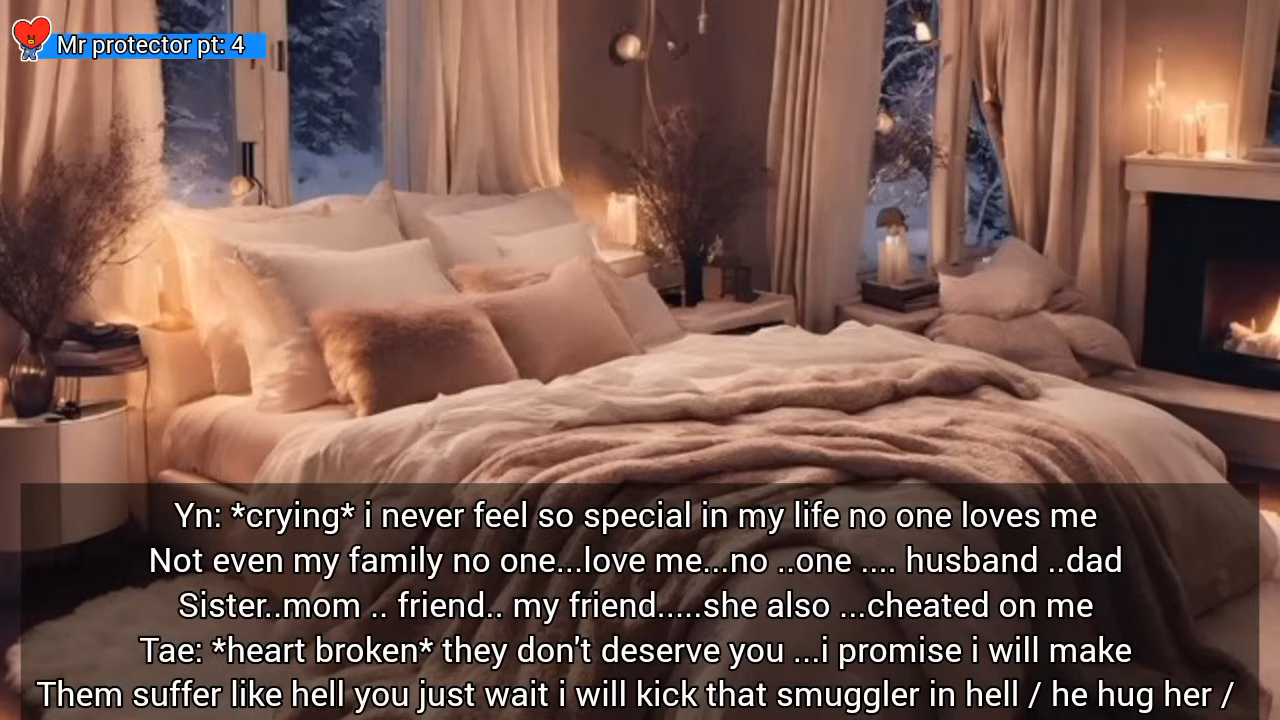 Mr protector pt: 4
Yn: *crying* i never feel so special in my life no one loves me
Not even my family no one...love me...no ..one .... husband ..dad
Sister..mom .. friend.. my friend.....she also ...cheated on me
Tae: *heart broken* they don't deserve you ...i promise i will make
Them suffer like hell you just wait i will kick that smuggler in hell / he hug her /